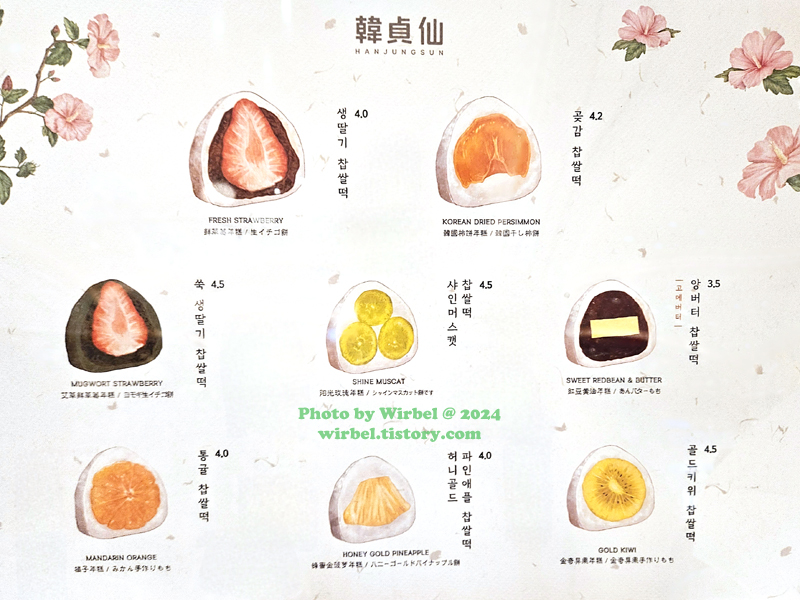 韓貞仙
HANJUNGSUN
생딸기 찹쌀떡
4.0
FRESH STRAWBERRY
鮮草莓年糕 / 生イチゴ餅
곶감 찹쌀떡
4.2
KOREAN DRIED PERSIMMON
韓國柿餅年糕 / 韓国干し柿餅
쑥 생딸기 찹쌀떡
4.5
MUGWORT STRAWBERRY
艾草鮮草莓年糕 / ヨモギ生イチゴ餅
샤인머스캣 찹쌀떡
4.5
SHINE MUSCAT
阳光玫瑰年糕 / シャインマスカット餅です
고메버터
앙버터 찹쌀떡
3.5
SWEET REDBEAN & BUTTER
紅豆黄油年糕 / あんバターもち
Photo by Wirbel @ 2024
wirbel.tistory.com
통귤 찹쌀떡
4.0
MANDARIN ORANGE
橘子年糕 / みかん手作りもち
허니골드 파인애플 찹쌀떡
4.0
HONEY GOLD PINEAPPLE
蜂蜜金菠萝年糕 / ハニーゴールドパイナップル餅
골드키위 찹쌀떡
4.5
GOLD KIWI
金奇异果年糕 / 金奇异果手作りもち